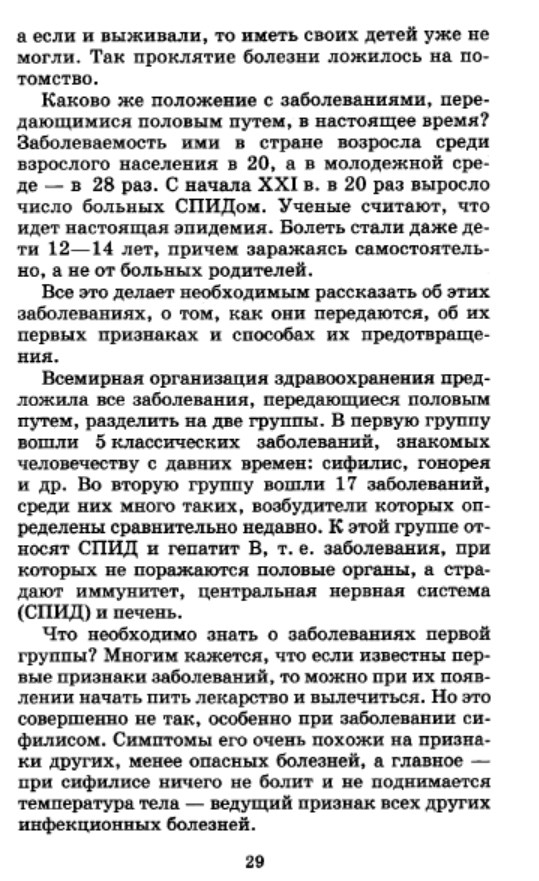 а если и выживали, то иметь своих детей уже не
могли. Так проклятие болезни ложилось на по-
томство.
Каково же положение с заболеваниями, пере-
дающимися половым путем, в настоящее время?
Заболеваемость ими в стране возросла среди
взрослого населения в 20, а в молодежной сре-
де — в 28 раз. С начала XXI в. в 20 раз выросло
число больных СПИДом. Ученые считают, что
идет настоящая эпидемия. Болеть стали даже де-
ти 12—14 лет, причем заражаясь самостоятель-
но, а не от больных родителей.
Все это делает необходимым рассказать об этих
заболеваниях, о том, как они передаются, об их
первых признаках и способах их предотвраще-
ния.
Всемирная организация здравоохранения пред-
ложила все заболевания, передающиеся половым
путем, разделить на две группы. В первую группу
вошли 5 классических заболеваний, знакомых
человечеству с давних времен: сифилис, гонорея
и др. Во вторую группу вошли 17 заболеваний,
среди них много таких, возбудители которых оп-
ределены сравнительно недавно. К этой группе от-
носят СПИД и гепатит В, т. е. заболевания, при
которых не поражаются половые органы, а стра-
дают иммунитет, центральная нервная система
(СПИД) и печень.
Что необходимо знать о заболеваниях первой
группы? Многим кажется, что если известны пер-
вые признаки заболеваний, то можно при их появ-
лении начать пить лекарство и вылечиться. Но это
совершенно не так, особенно при заболевании си-
филисом. Симптомы его очень похожи на призна-
ки других, менее опасных болезней, а главное —
при сифилисе ничего не болит и не поднимается
температура тела — ведущий признак всех других
инфекционных болезней.
29